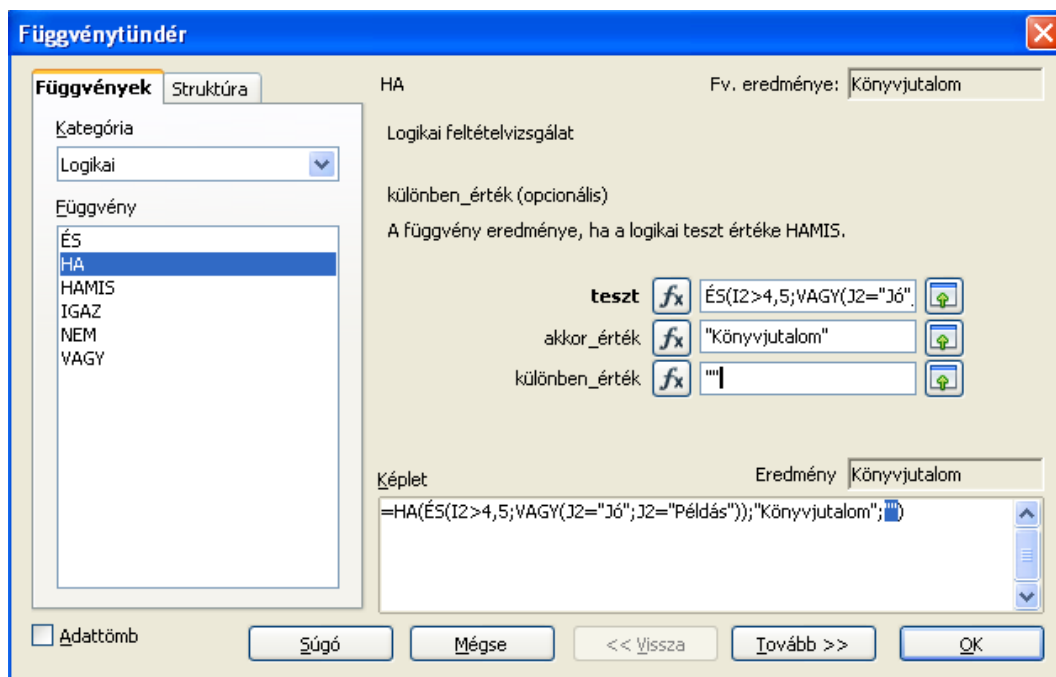 Függvénytündér
Függvények
Struktúra
Kategória
Logikai
Függvény
ÉS
HA
HAMIS
IGAZ
NEM
VAGY
HA
Fv. eredménye: Könyvjutalom
Logikai feltételvizsgálat
különben_érték (opcionális)
A függvény eredménye, ha a logikai teszt értéke HAMIS.
teszt fx ÉS(I2>4,5;VAGY(J2="Jó"
akkor_érték fx "Könyvjutalom"
különben_érték fx ""
Képlet
Eredmény Könyvjutalom
=HA(ÉS(I2>4,5;VAGY(J2="Jó";J2="Példás"));"Könyvjutalom";"")
Adattömb
Súgó
Mégse
<< Vissza
Tovább >>
OK